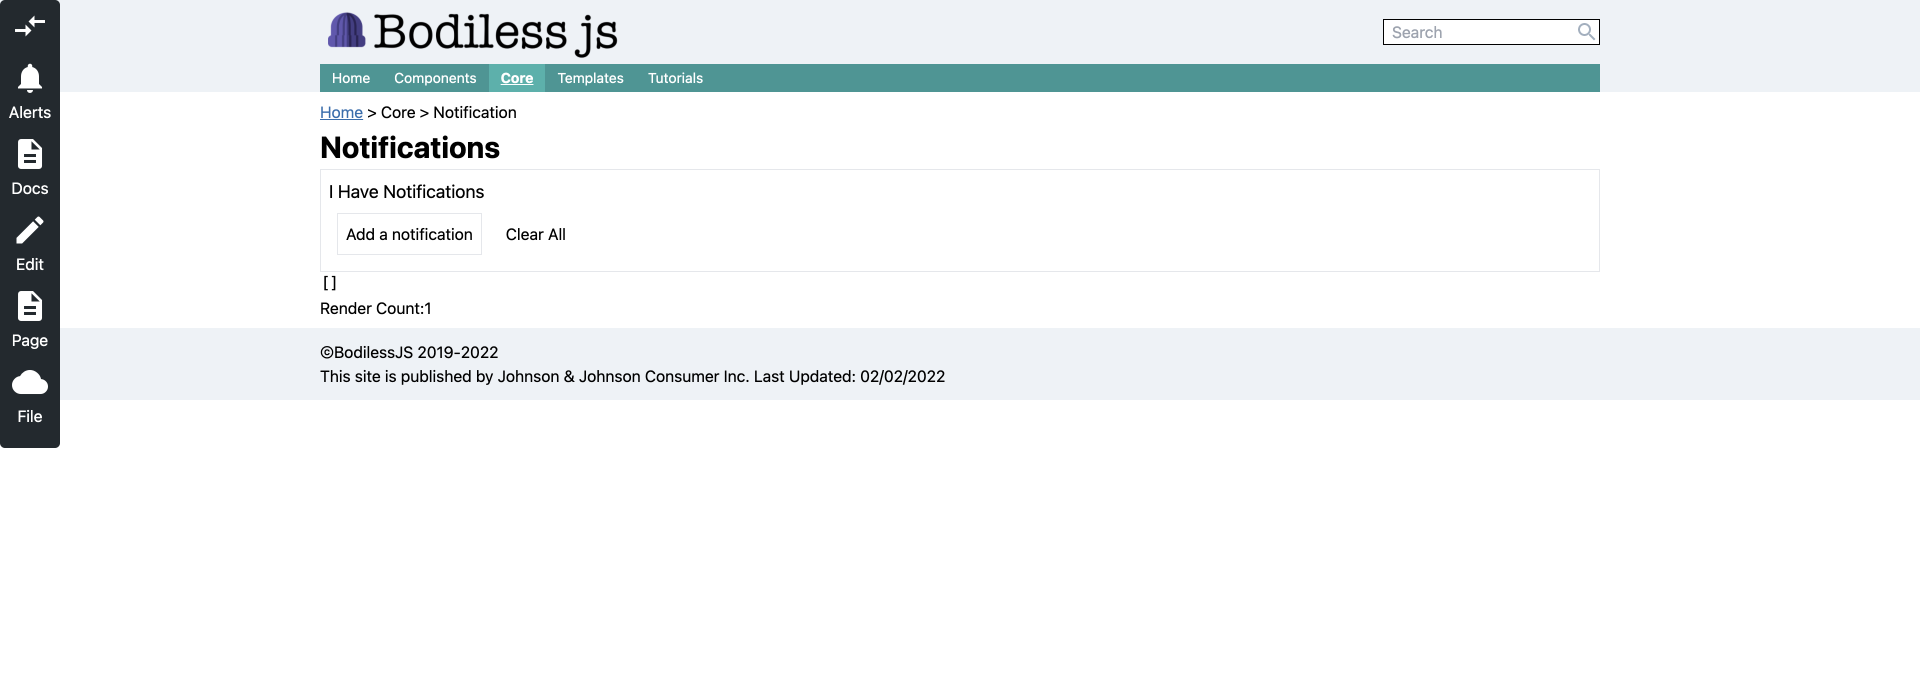 Bodiless js
Search
Home Components Core Templates Tutorials
Home > Core > Notification
Notifications
I Have Notifications
Add a notification Clear All
[]
Render Count:1
©BodilessJS 2019-2022
This site is published by Johnson & Johnson Consumer Inc. Last Updated: 02/02/2022
Alerts
Docs
Edit
Page
File